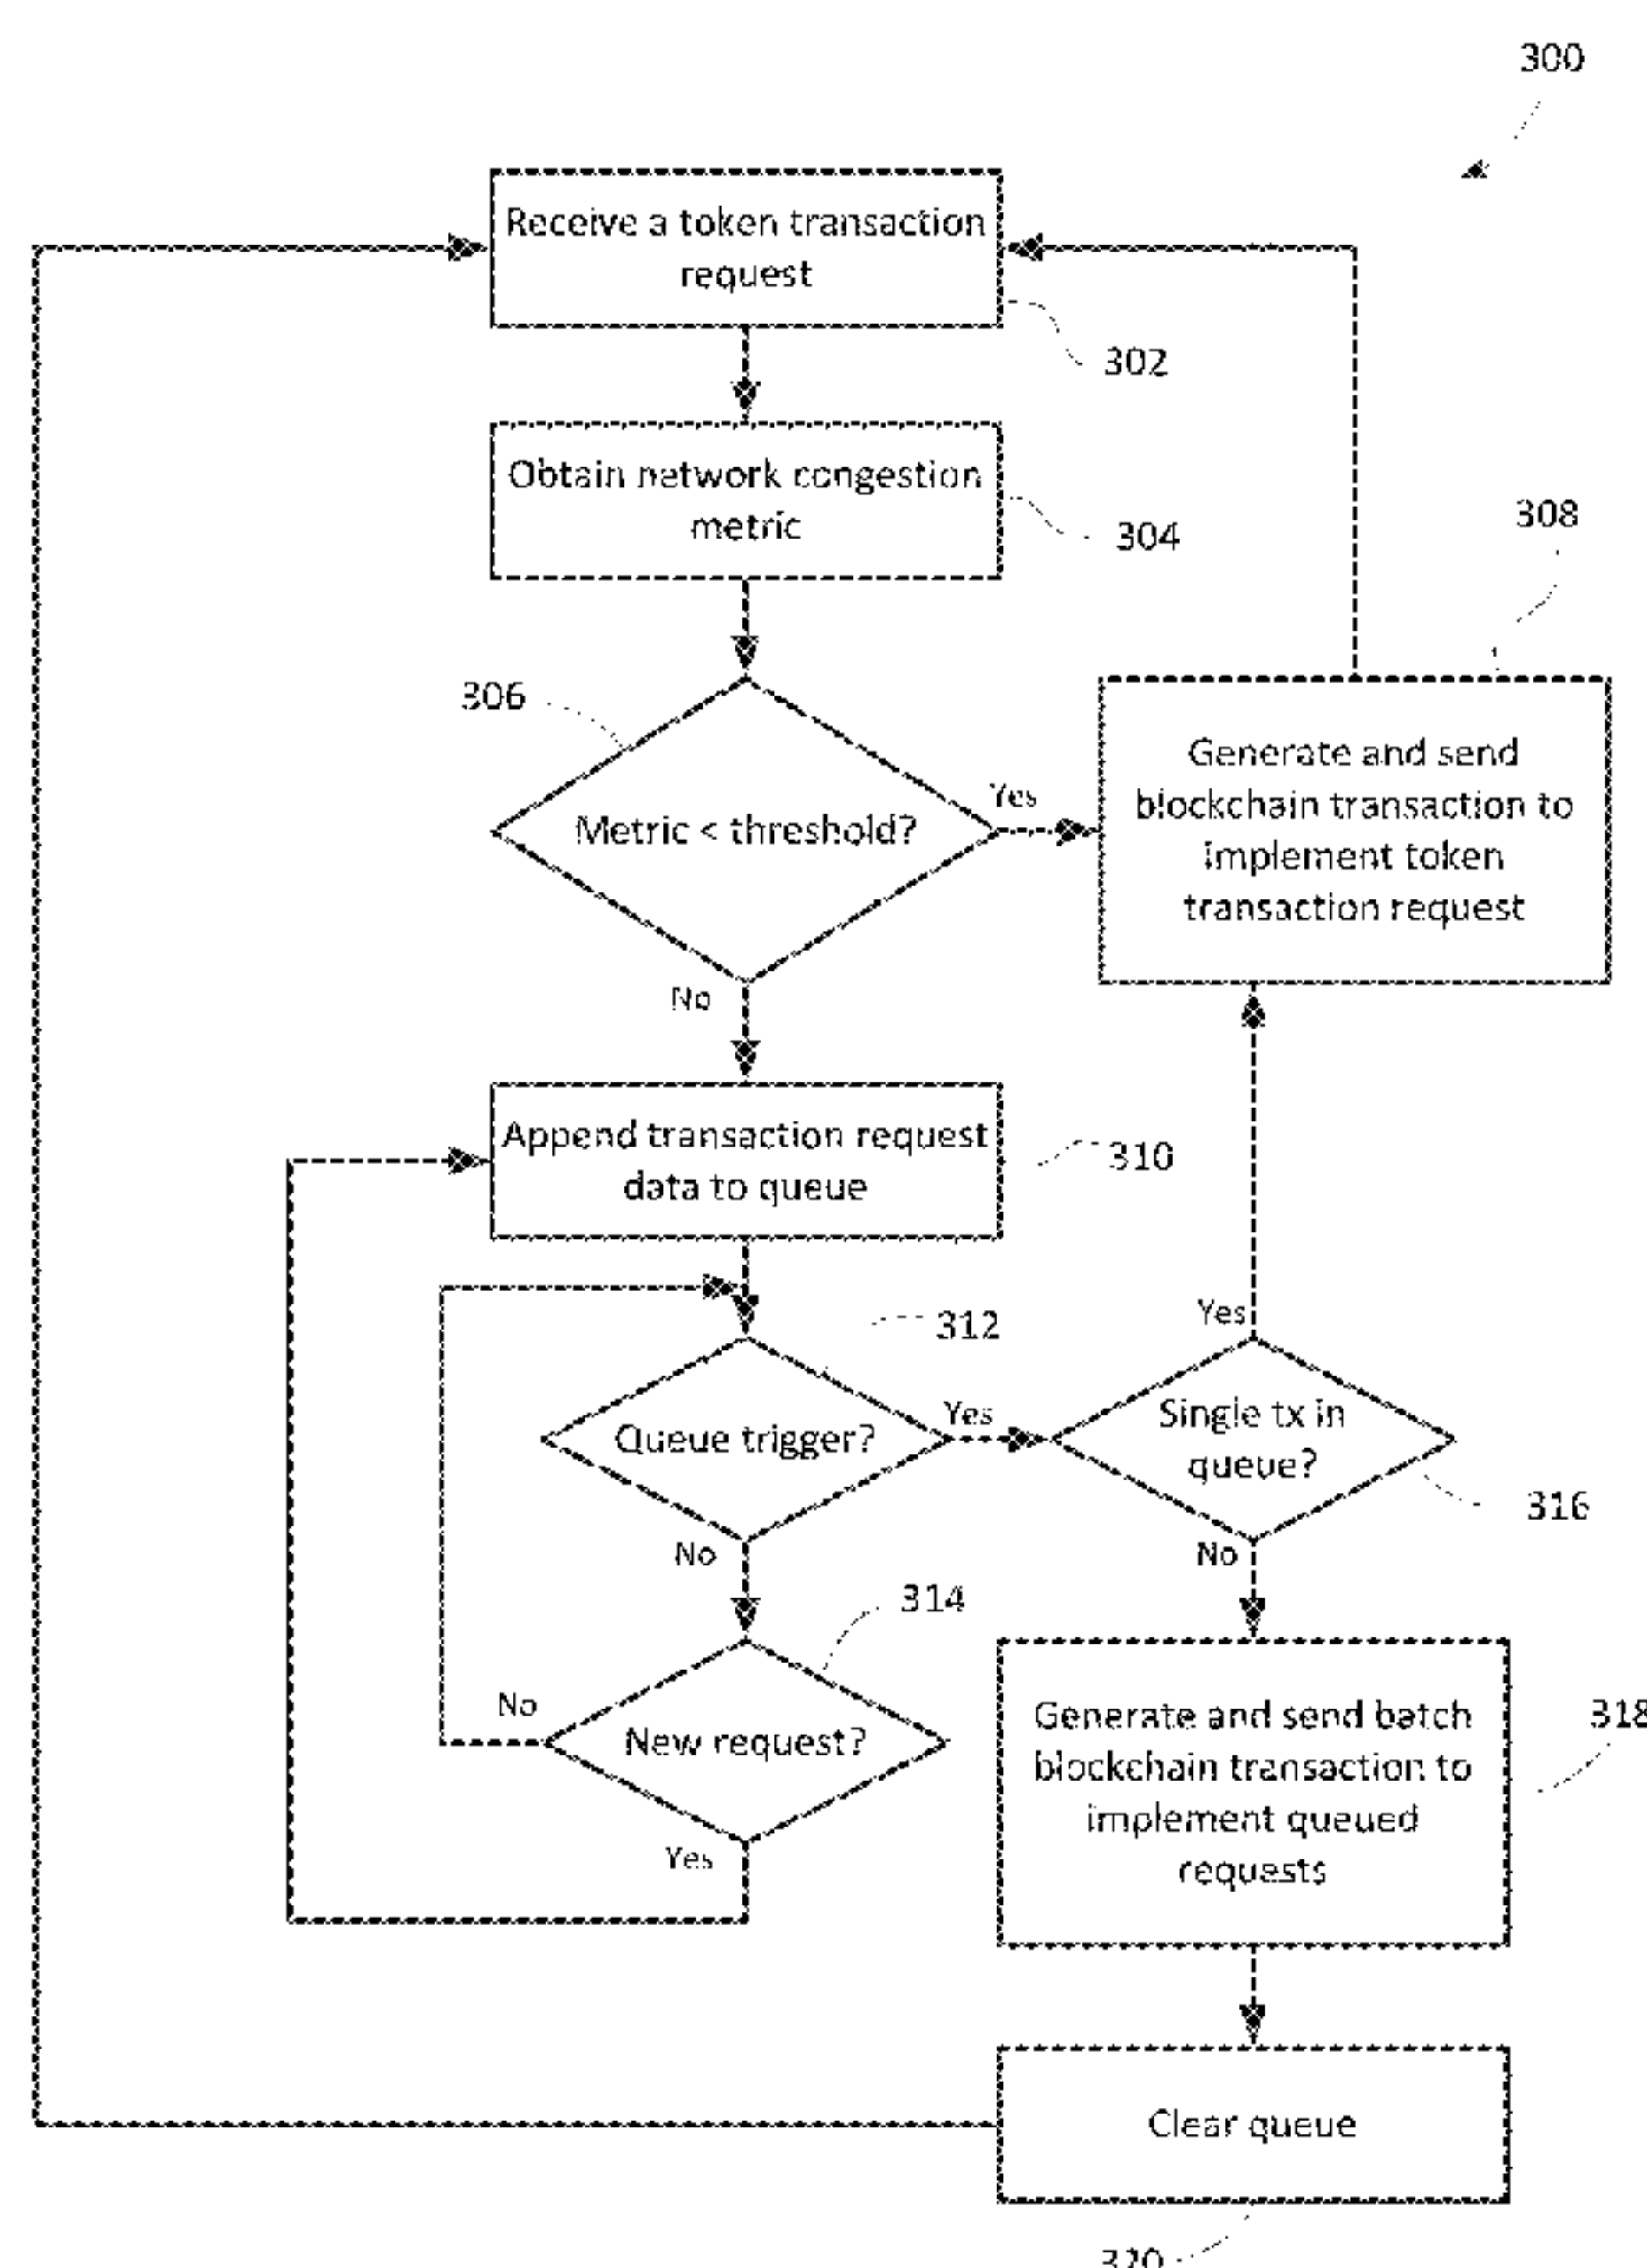 300
Receive a token transaction
request
302
Obtain network congestion
metric
304
308
306
Metric < threshold?
Yes
Generate and send
blockchain transaction to
implement token
transaction request
No
Append transaction request
data to queue
310
312
Yes
Queue trigger?
Yes
Single tx in
queue?
316
No
No
314
No
New request?
Yes
Generate and send batch
blockchain transaction to
implement queued
requests
318
Clear queue
320